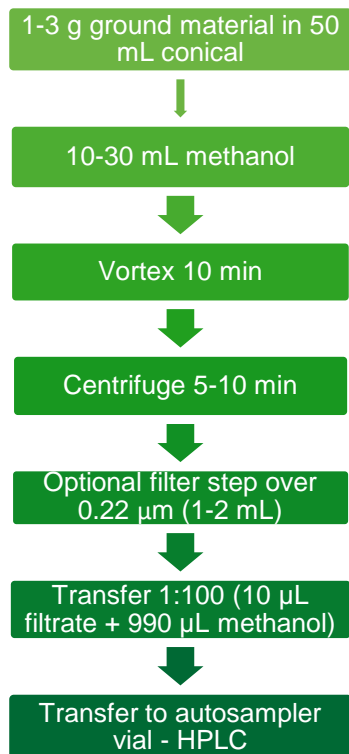 1-3 g ground material in 50
mL conical
10-30 mL methanol
Vortex 10 min
Centrifuge 5-10 min
Optional filter step over
0.22 µm (1-2 mL)
Transfer 1:100 (10 µL
filtrate + 990 µL methanol)
Transfer to autosampler
vial - HPLC